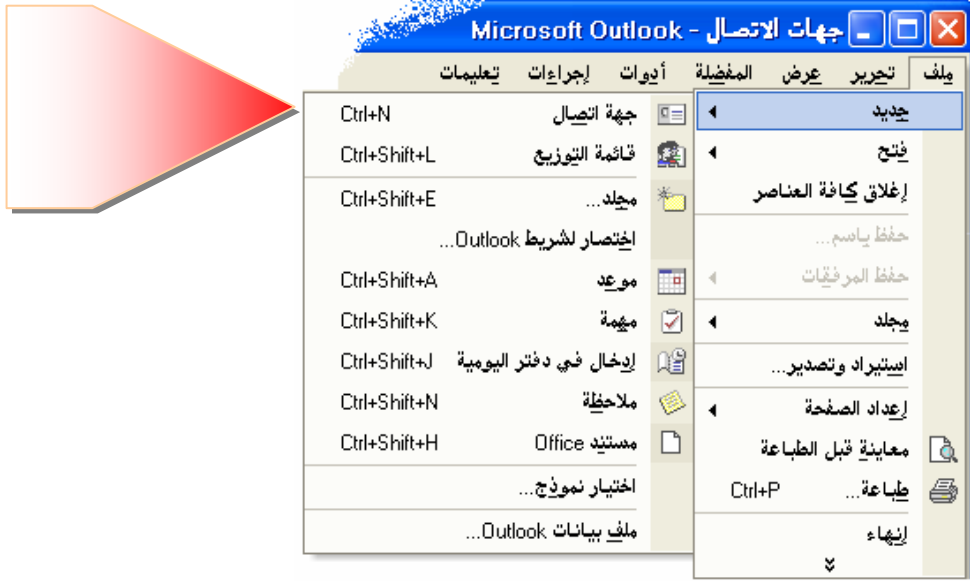 جهات الاتصال - Microsoft Outlook
ملف تحرير عرض المفضلة أدوات إجراءات تعليمات
جديد
فتح
إغلاق كافة العناصر
حفظ باسم...
حفظ المرفقات
مجلد
استيراد وتصدير...
إعداد الصفحة
معاينة قبل الطباعة
طباعة... Ctrl+P
إنهاء
جهة اتصال Ctrl+N
قائمة التوزيع Ctrl+Shift+L
مجلد... Ctrl+Shift+E
اختصار لشريط Outlook...
موعد Ctrl+Shift+A
مهمة Ctrl+Shift+K
إدخال في دفتر اليومية Ctrl+Shift+J
ملاحظة Ctrl+Shift+N
مستند Office Ctrl+Shift+H
اختيار نموذج...
ملف بيانات Outlook...